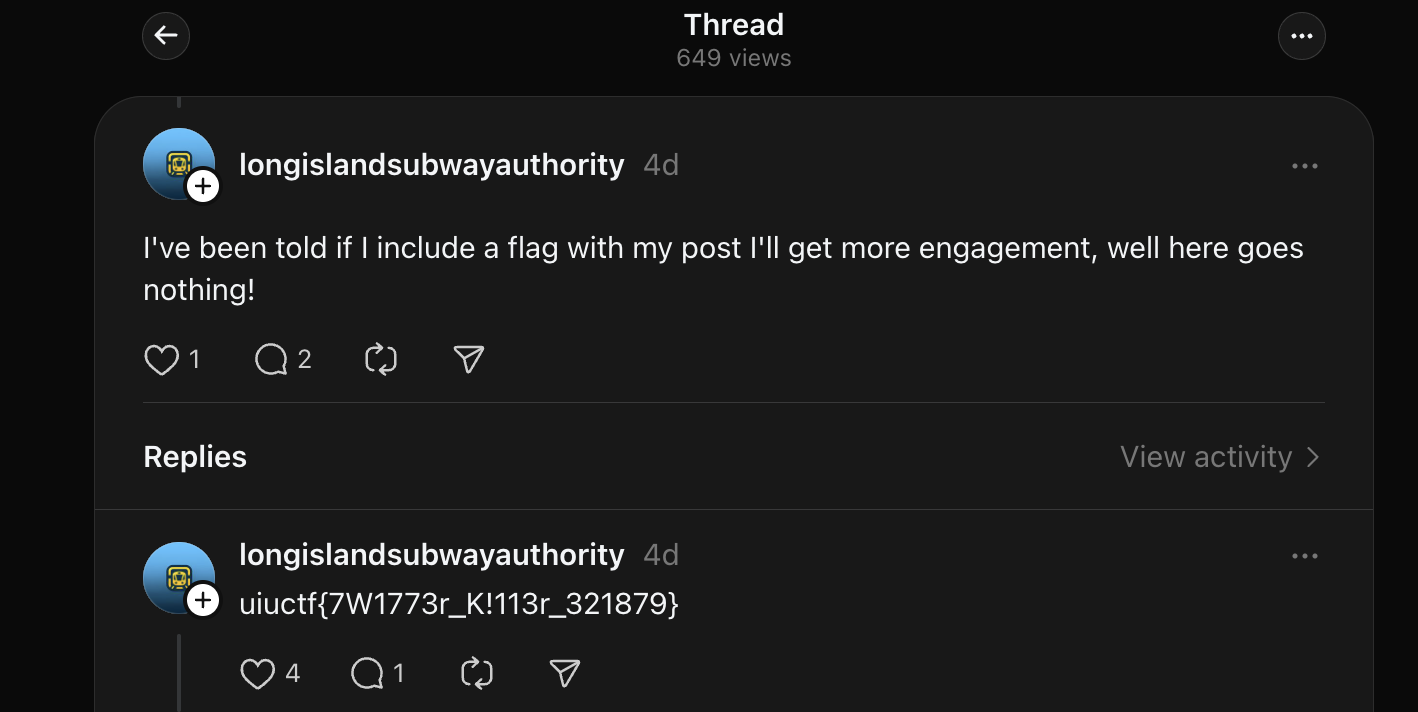 Thread
649 views
longislandsubwayauthority 4d
I've been told if I include a flag with my post I'll get more engagement, well here goes
nothing!
1 2
Replies View activity
longislandsubwayauthority 4d
uiuctf{7W1773r_K!113r_321879}
4 1